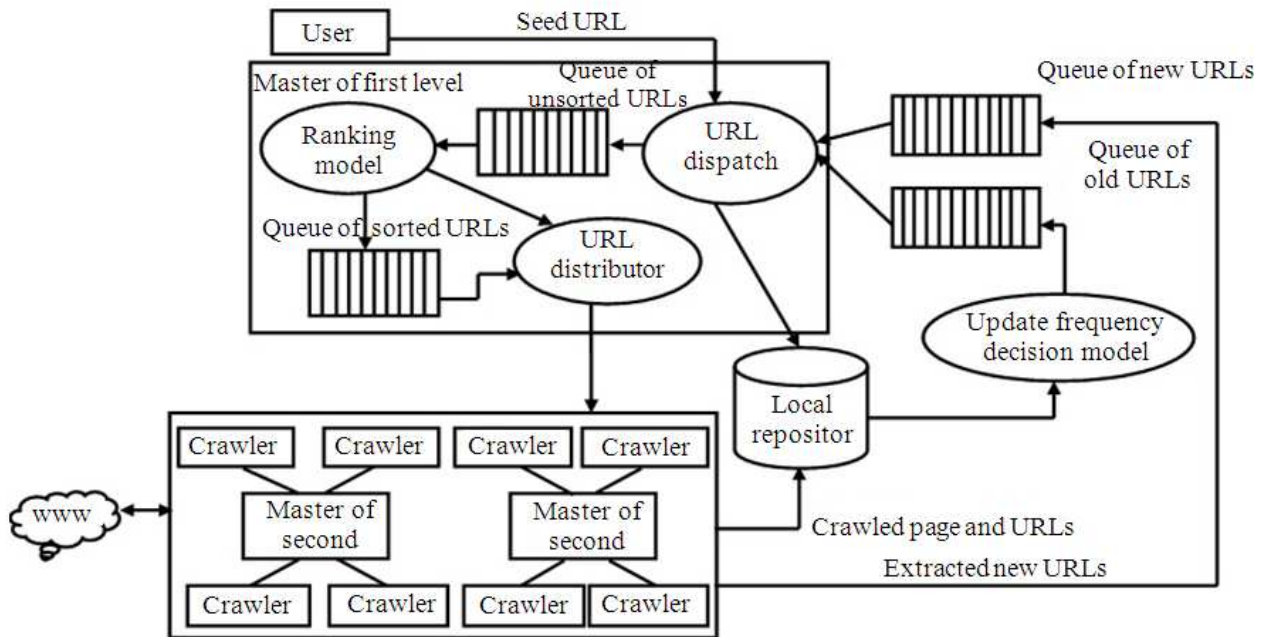 User
Seed URL
Master of first level
Queue of
unsorted URLs
Queue of new URLs
Ranking
model
URL
dispatch
Queue of
old URLs
Queue of sorted URLs
URL
distributor
Update frequency
decision model
Local
repositor
Crawler
Crawler
Crawler
Crawler
www
Master of
second
Master of
second
Crawled page and URLs
Extracted new URLs
Crawler
Crawler
Crawler
Crawler